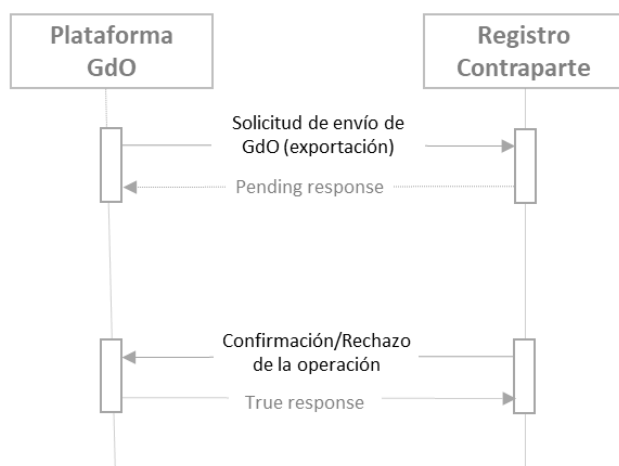 Plataforma
GdO
Registro
Contraparte
Solicitud de envío de
GdO (exportación)
Pending response
Confirmación/Rechazo
de la operación
True response